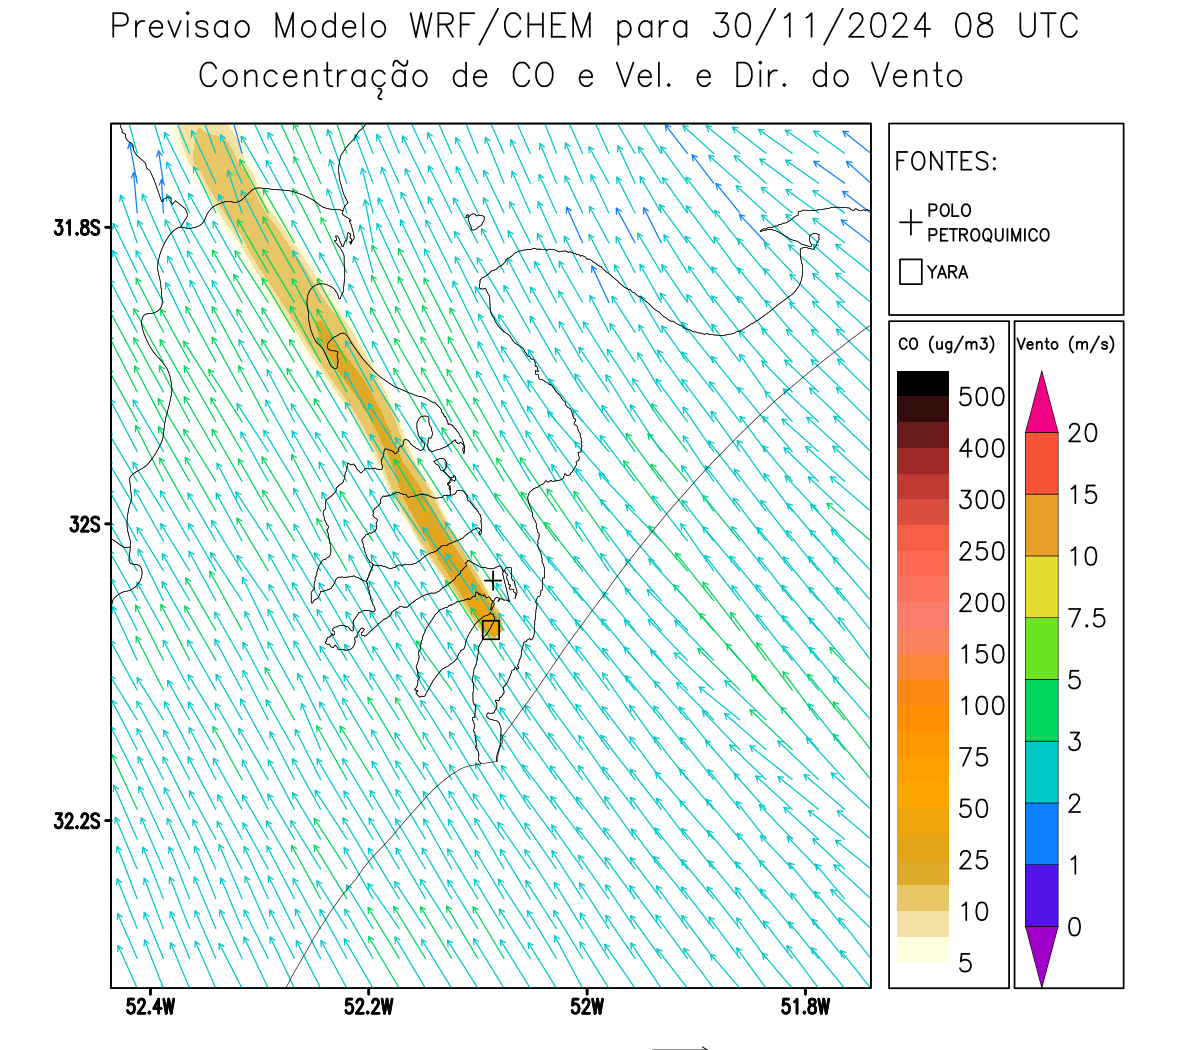 Previsao Modelo WRF/CHEM para 30/11/2024 08 UTC
Concentração de CO e Vel. e Dir. do Vento
FONTES:
POLO
PETROQUIMICO
YARA
CO (ug/m3)
500
400
300
250
200
150
100
75
50
25
10
5
Vento (m/s)
20
15
10
7.5
5
3
2
1
0
31.8S
32S
32.2S
52.4W
52.2W
52W
51.8W